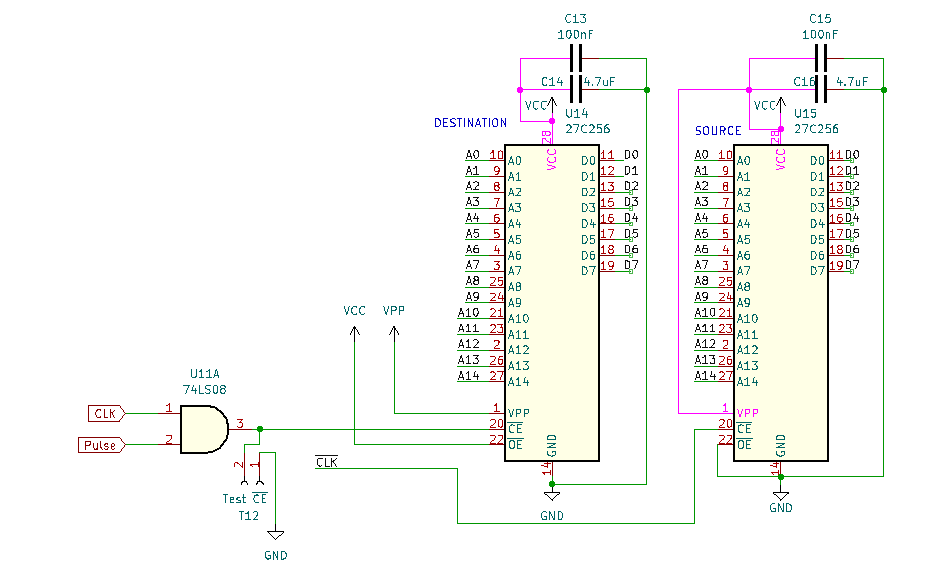 C13
100nF
C14 4.7uF
VCC
U14
27C256
DESTINATION
28
VCC
A0 10 A0 D0 11 D0
A1 9 A1 D1 12 D1
A2 8 A2 D2 13 D2
A3 7 A3 D3 15 D3
A4 6 A4 D4 16 D4
A5 5 A5 D5 17 D5
A6 4 A6 D6 18 D6
A7 3 A7 D7 19 D7
A8 25 A8
A9 24 A9
A10 21 A10
A11 23 A11
A12 2 A12
A13 26 A13
A14 27 A14
1 VPP
20 CE
22 OE
GND
14
GND
C15
100nF
C16 4.7uF
VCC
U15
27C256
SOURCE
28
VCC
A0 10 A0 D0 11 D0
A1 9 A1 D1 12 D1
A2 8 A2 D2 13 D2
A3 7 A3 D3 15 D3
A4 6 A4 D4 16 D4
A5 5 A5 D5 17 D5
A6 4 A6 D6 18 D6
A7 3 A7 D7 19 D7
A8 25 A8
A9 24 A9
A10 21 A10
A11 23 A11
A12 2 A12
A13 26 A13
A14 27 A14
1 VPP
20 CE
22 OE
GND
14
GND
VCC VPP
U11A
74LS08
CLK 1
3
Pulse 2
CLK
2 1
Test CE
T12
GND